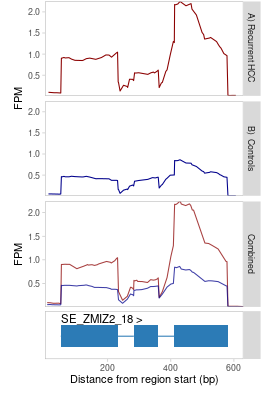 2.0
1.5
1.0
0.5
FPM
A) Recurrent HCC
2.0
1.5
1.0
0.5
B) Controls
2.0
1.5
1.0
0.5
FPM
Combined
SE_ZMIZ2_18 >
200
400
600
Distance from region start (bp)